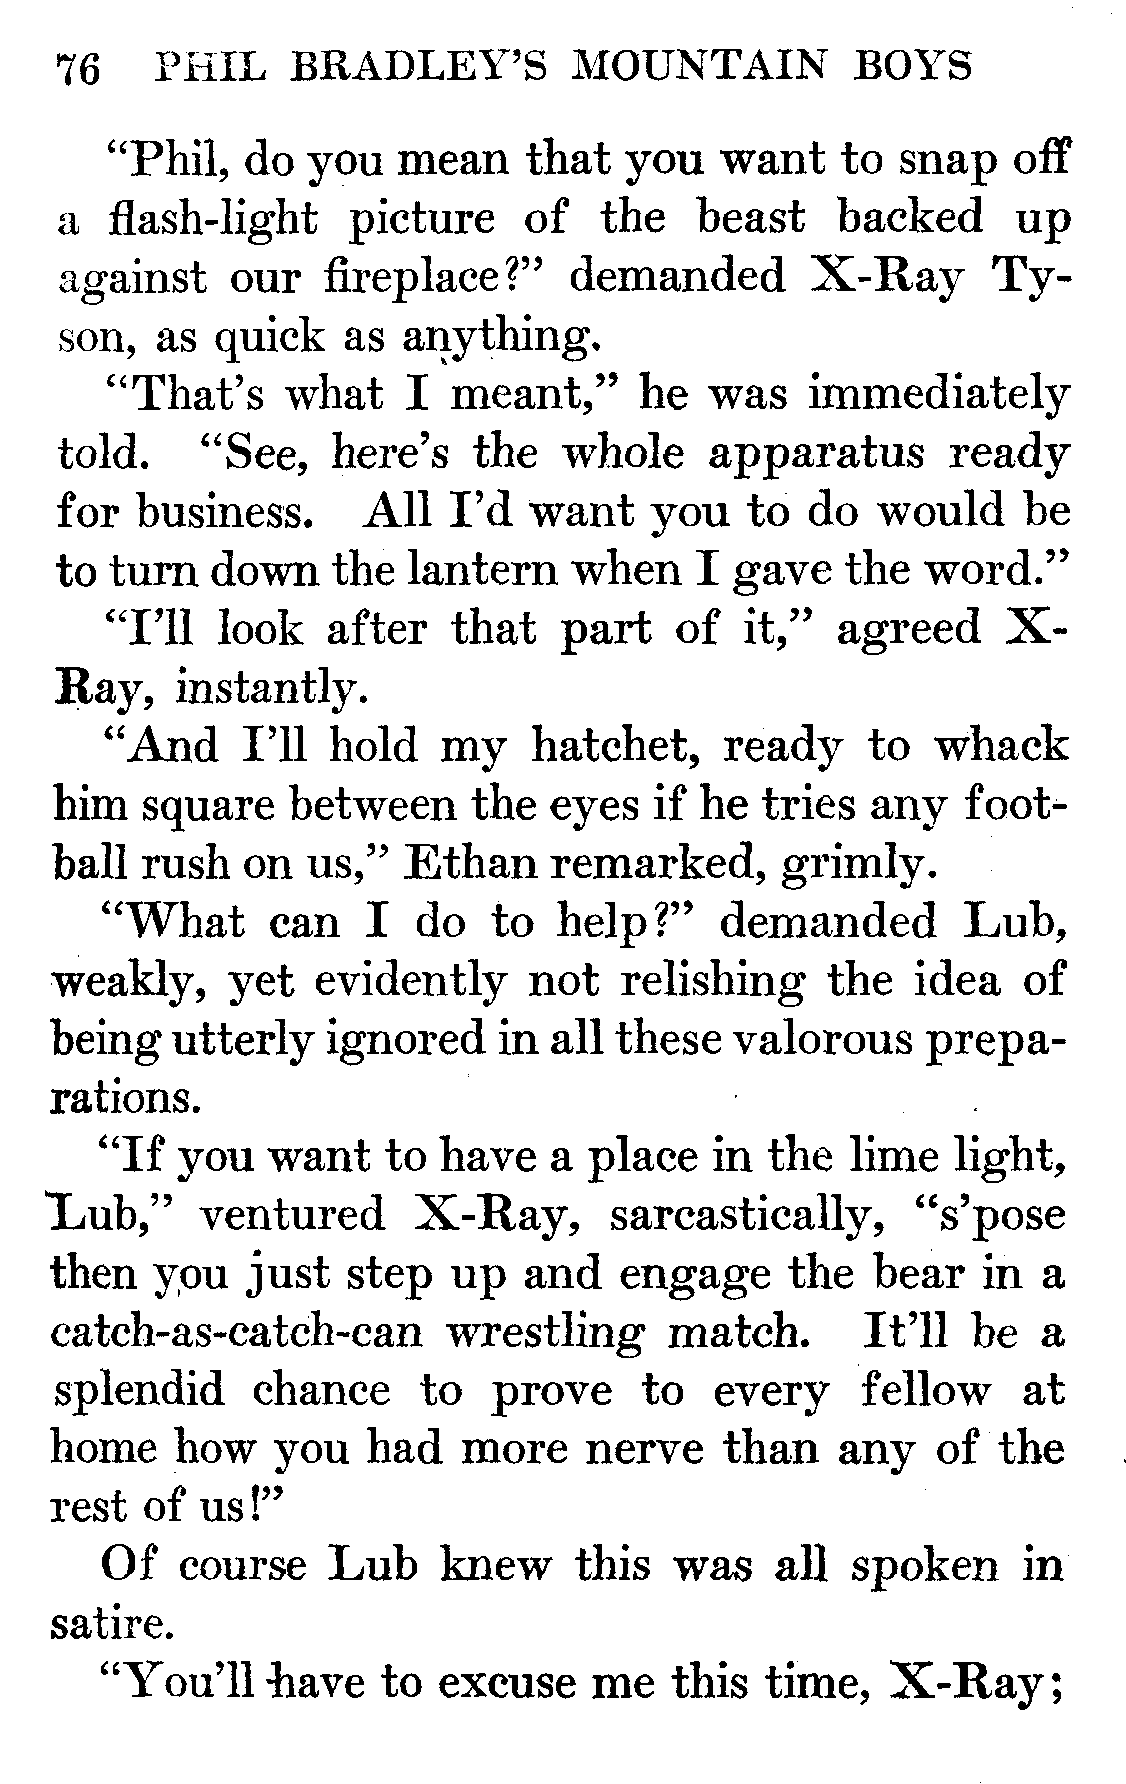 76 PHIL BRADLEY'S MOUNTAIN BOYS
“Phil, do you mean that you want to snap off
a flash-light picture of the beast backed up
against our fireplace?” demanded X-Ray Ty-
son, as quick as anything.
“That’s what I meant,” he was immediately
told. “See, here’s the whole apparatus ready
for business. All I’d want you to do would be
to turn down the lantern when I gave the word.”
“I’ll look after that part of it,” agreed X-
Ray, instantly.
“And I’ll hold my hatchet, ready to whack
him square between the eyes if he tries any foot-
ball rush on us,” Ethan remarked, grimly.
“What can I do to help?” demanded Lub,
weakly, yet evidently not relishing the idea of
being utterly ignored in all these valorous prepa-
rations.
“If you want to have a place in the lime light,
Lub,” ventured X-Ray, sarcastically, “s’pose
then you just step up and engage the bear in a
catch-as-catch-can wrestling match. It’ll be a
splendid chance to prove to every fellow at
home how you had more nerve than any of the
rest of us!”
Of course Lub knew this was all spoken in
satire.
“You’ll have to excuse me this time, X-Ray;